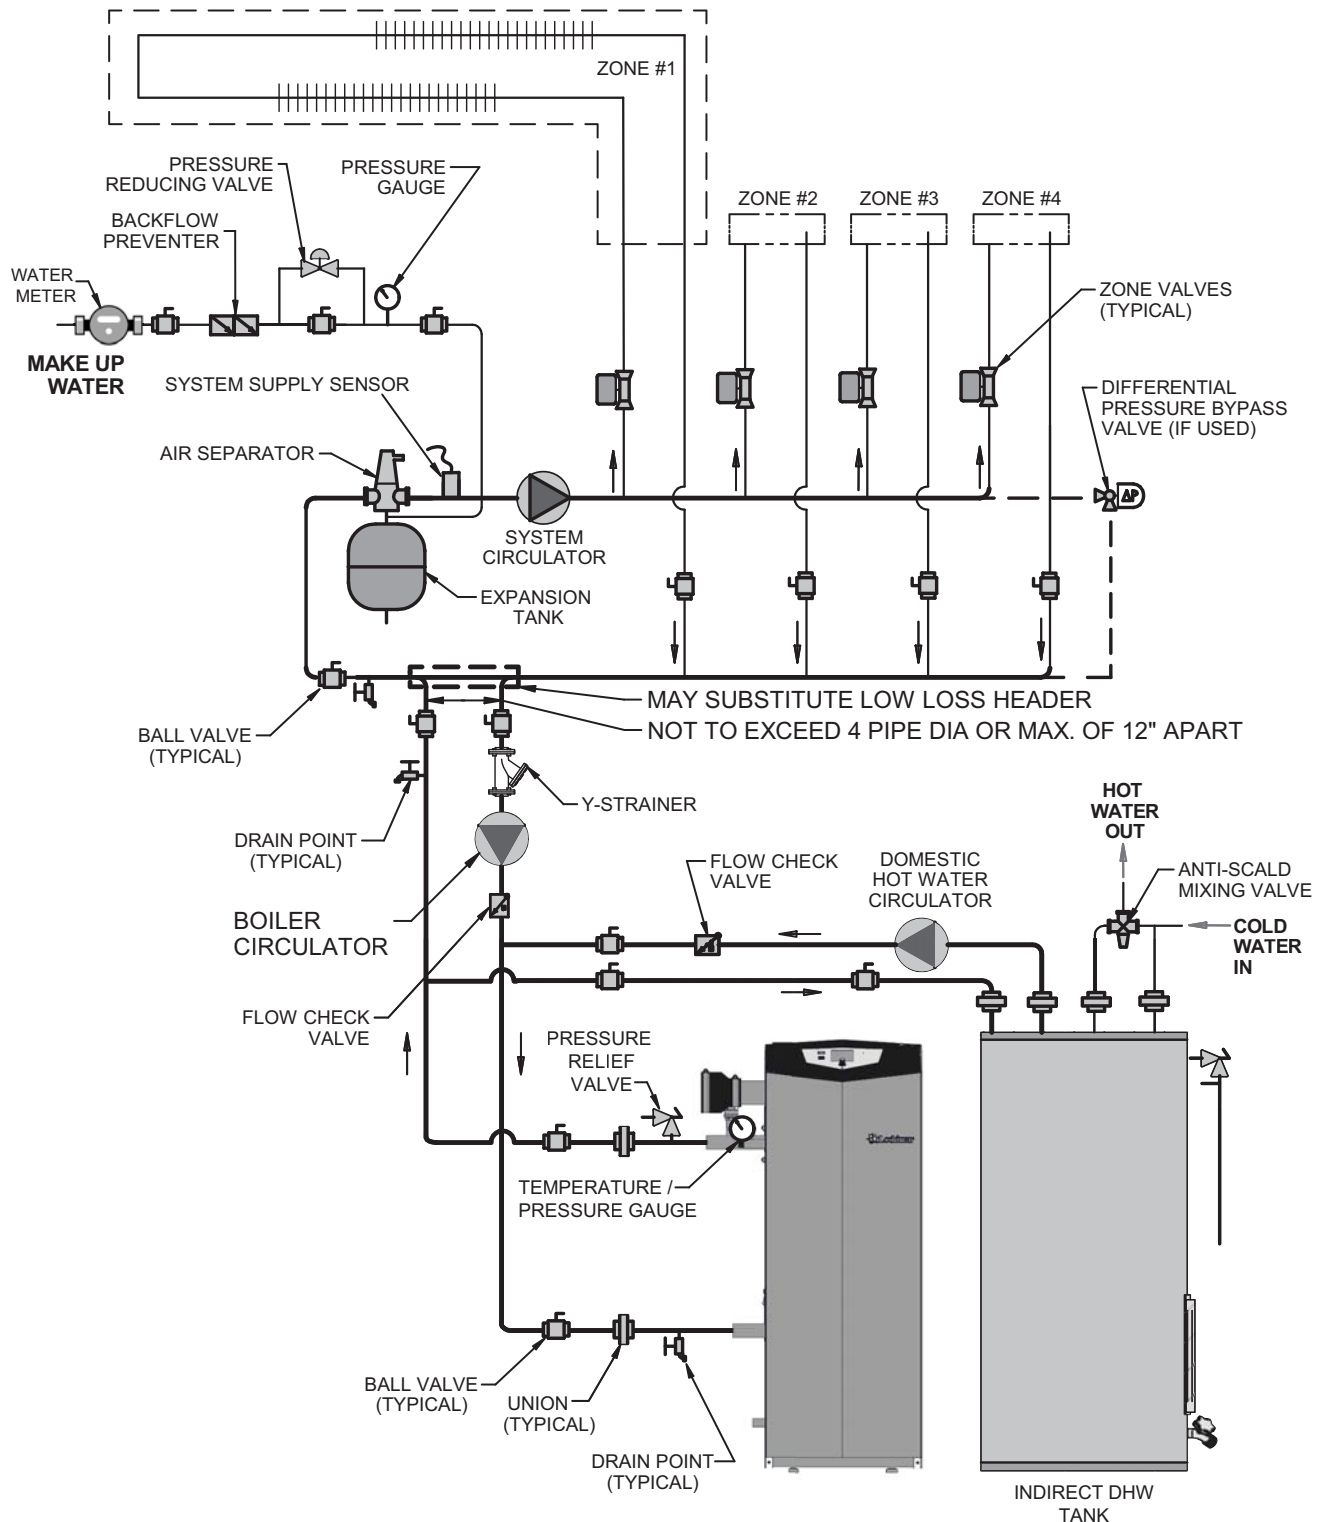 ZONE #1
PRESSURE
REDUCING VALVE
PRESSURE
GAUGE
BACKFLOW
PREVENTER
ZONE #2
ZONE #3
ZONE #4
WATER
METER
MAKE UP
WATER
ZONE VALVES
(TYPICAL)
SYSTEM SUPPLY SENSOR
DIFFERENTIAL
PRESSURE BYPASS
VALVE (IF USED)
AIR SEPARATOR
ΔP
SYSTEM
CIRCULATOR
EXPANSION
TANK
MAY SUBSTITUTE LOW LOSS HEADER
NOT TO EXCEED 4 PIPE DIA OR MAX. OF 12" APART
BALL VALVE
(TYPICAL)
Y-STRAINER
HOT
WATER
OUT
DRAIN POINT
(TYPICAL)
FLOW CHECK
VALVE
DOMESTIC
HOT WATER
CIRCULATOR
ANTI-SCALD
MIXING VALVE
BOILER
CIRCULATOR
COLD
WATER
IN
FLOW CHECK
VALVE
PRESSURE
RELIEF
VALVE
Lochinvar
TEMPERATURE /
PRESSURE GAUGE
BALL VALVE
(TYPICAL)
UNION
(TYPICAL)
DRAIN POINT
(TYPICAL)
INDIRECT DHW
TANK